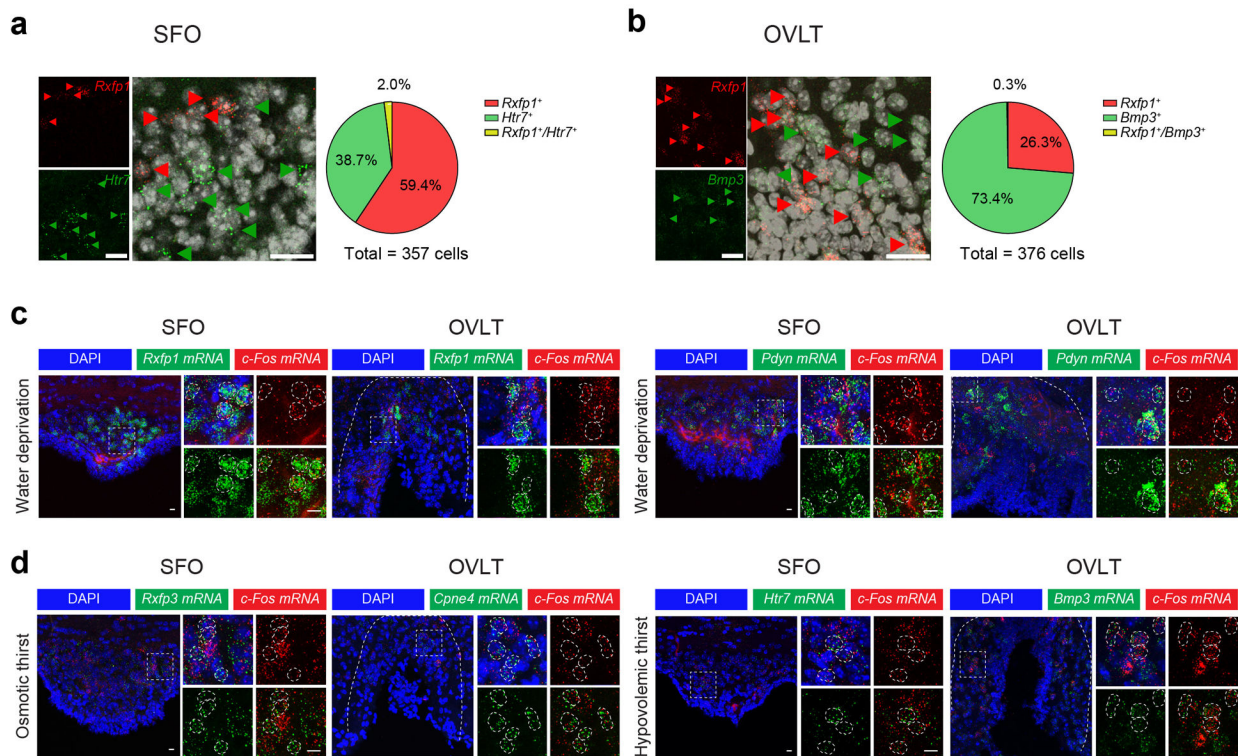 a
SFO
Rxfp1
Htr7
2.0%
38.7%
59.4%
Rxfp1⁺
Htr7⁺
Rxfp1⁺/Htr7⁺
Total = 357 cells
b
OVLT
Rxfp1
Bmp3
0.3%
26.3%
73.4%
Rxfp1⁺
Bmp3⁺
Rxfp1⁺/Bmp3⁺
Total = 376 cells
c
SFO
OVLT
SFO
OVLT
DAPI Rxfp1 mRNA c-Fos mRNA
DAPI Rxfp1 mRNA c-Fos mRNA
DAPI Pdyn mRNA c-Fos mRNA
DAPI Pdyn mRNA c-Fos mRNA
Water deprivation
Water deprivation
d
SFO
OVLT
SFO
OVLT
DAPI Rxfp3 mRNA c-Fos mRNA
DAPI Cpne4 mRNA c-Fos mRNA
DAPI Htr7 mRNA c-Fos mRNA
DAPI Bmp3 mRNA c-Fos mRNA
Osmotic thirst
Hypovolemic thirst